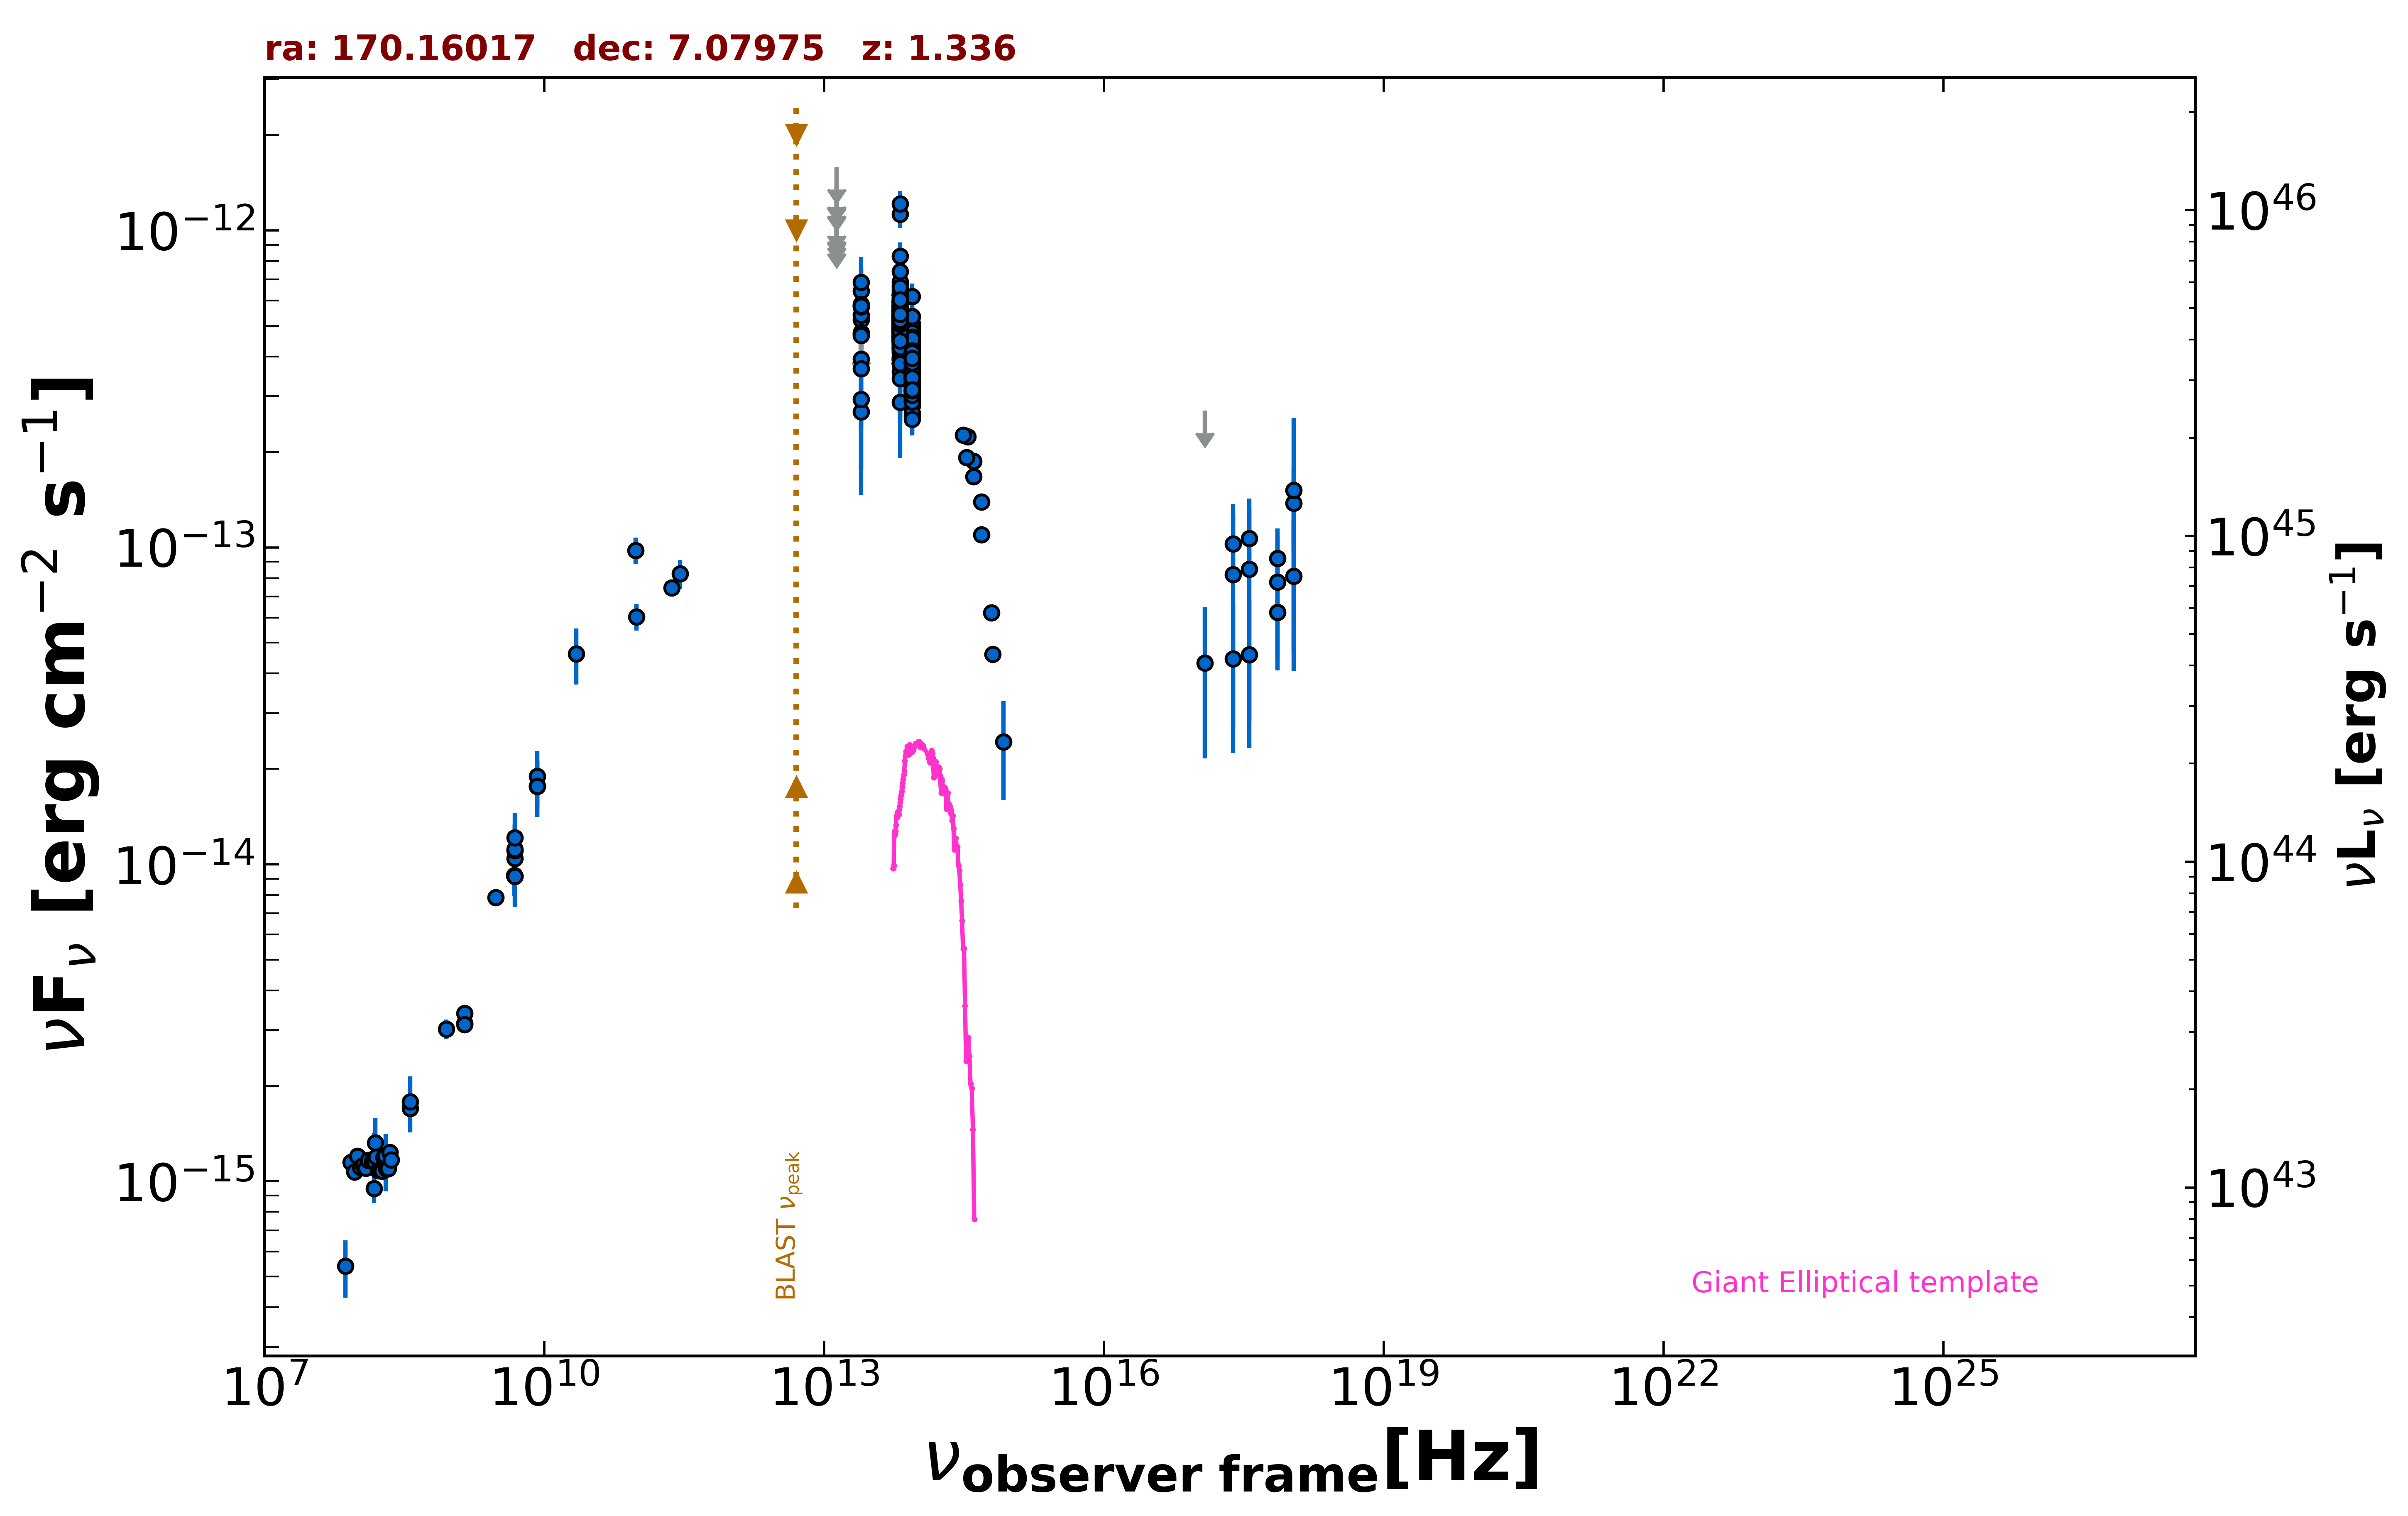 ra: 170.16017 dec: 7.07975 z: 1.336
νF_ν [erg cm^−2 s^−1]
10^−12
10^−13
10^−14
10^−15
10^46
10^45
10^44
10^43
νL_ν [erg s^−1]
BLAST ν_peak
Giant Elliptical template
10^7 10^10 10^13 10^16 10^19 10^22 10^25
ν_observer frame [Hz]